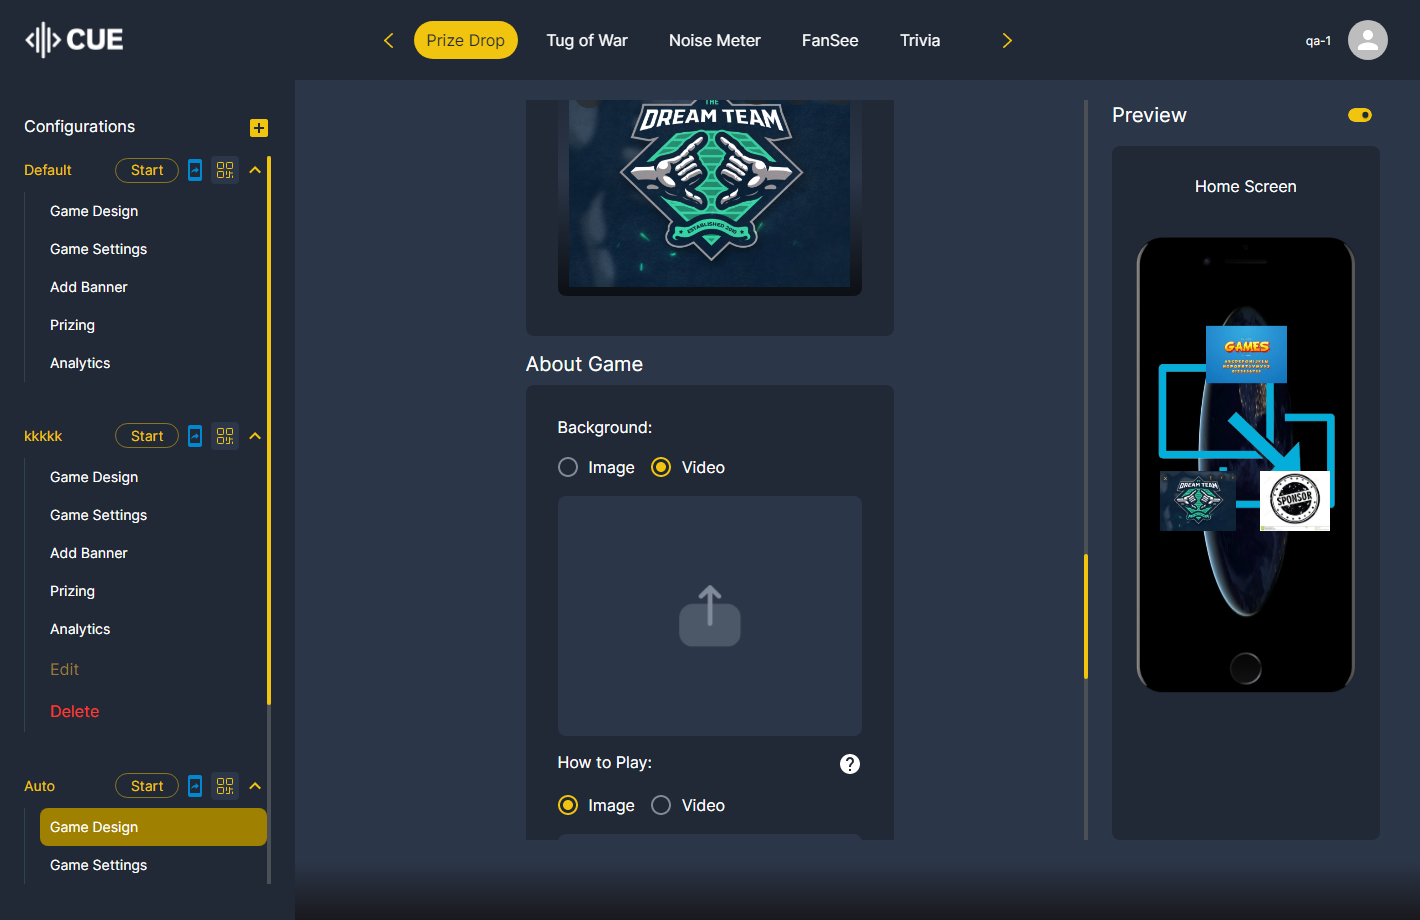 CUE
Prize Drop
Tug of War
Noise Meter
FanSee
Trivia
qa-1
Configurations
Default
Start
Game Design
Game Settings
Add Banner
Prizing
Analytics
kkkkk
Start
Game Design
Game Settings
Add Banner
Prizing
Analytics
Edit
Delete
Auto
Start
Game Design
Game Settings
THE
DREAM TEAM
ESTABLISHED
About Game
Background:
Image
Video
How to Play:
?
Image
Video
Preview
Home Screen
GAMES
DREAM TEAM
SPONSOR